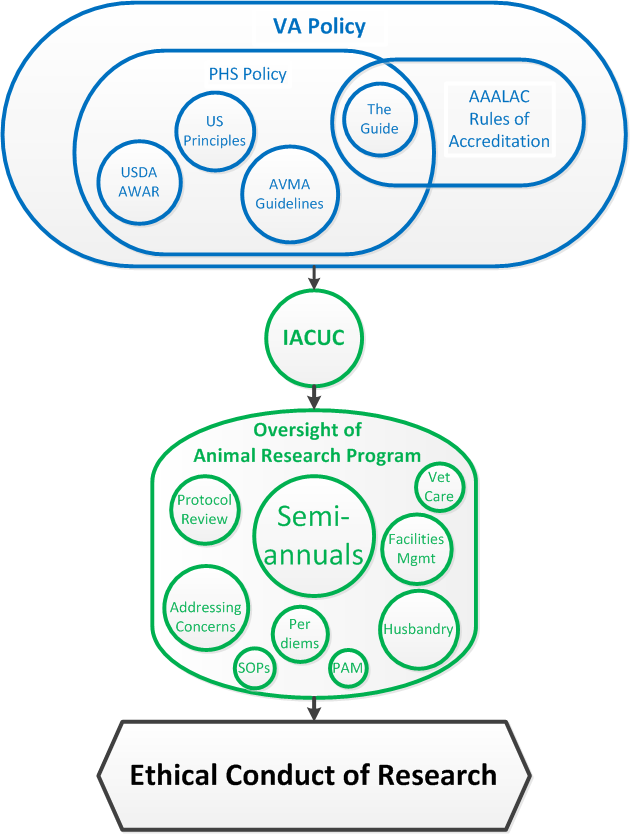 VA Policy
PHS Policy
US
Principles
The
Guide
AAALAC
Rules of
Accreditation
USDA
AWAR
AVMA
Guidelines
IACUC
Oversight of
Animal Research Program
Protocol
Review
Semi-
annuals
Vet
Care
Facilities
Mgmt
Addressing
Concerns
Per
diems
Husbandry
SOPs
PAM
Ethical Conduct of Research